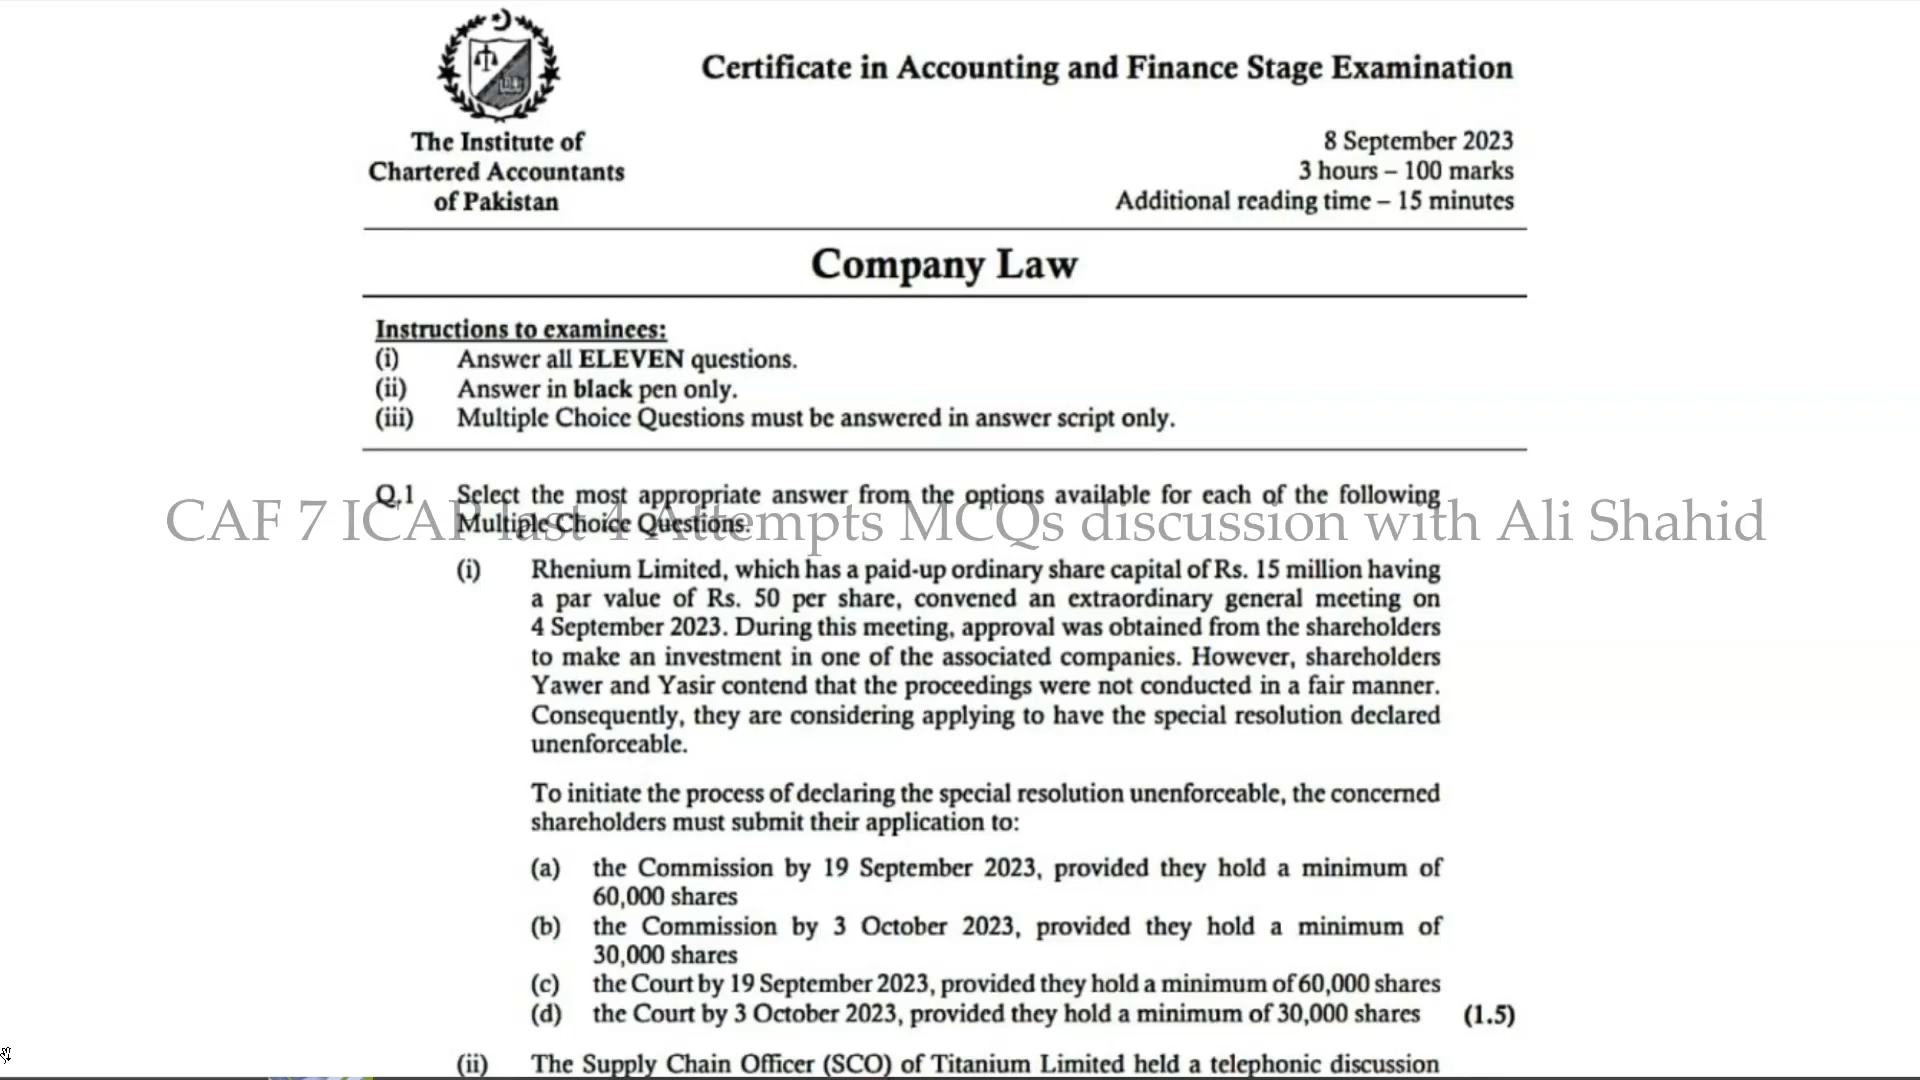 Certificate in Accounting and Finance Stage Examination
The Institute of
Chartered Accountants
of Pakistan
8 September 2023
3 hours – 100 marks
Additional reading time – 15 minutes
Company Law
Instructions to examinees:
(i) Answer all ELEVEN questions.
(ii) Answer in black pen only.
(iii) Multiple Choice Questions must be answered in answer script only.
Q.1 Select the most appropriate answer from the options available for each of the following
Multiple Choice Questions.
CAF 7 ICAP last 4 Attempts MCQs discussion with Ali Shahid
(i) Rhenium Limited, which has a paid-up ordinary share capital of Rs. 15 million having
a par value of Rs. 50 per share, convened an extraordinary general meeting on
4 September 2023. During this meeting, approval was obtained from the shareholders
to make an investment in one of the associated companies. However, shareholders
Yawer and Yasir contend that the proceedings were not conducted in a fair manner.
Consequently, they are considering applying to have the special resolution declared
unenforceable.
To initiate the process of declaring the special resolution unenforceable, the concerned
shareholders must submit their application to:
(a) the Commission by 19 September 2023, provided they hold a minimum of
60,000 shares
(b) the Commission by 3 October 2023, provided they hold a minimum of
30,000 shares
(c) the Court by 19 September 2023, provided they hold a minimum of 60,000 shares
(d) the Court by 3 October 2023, provided they hold a minimum of 30,000 shares (1.5)
(ii) The Supply Chain Officer (SCO) of Titanium Limited held a telephonic discussion